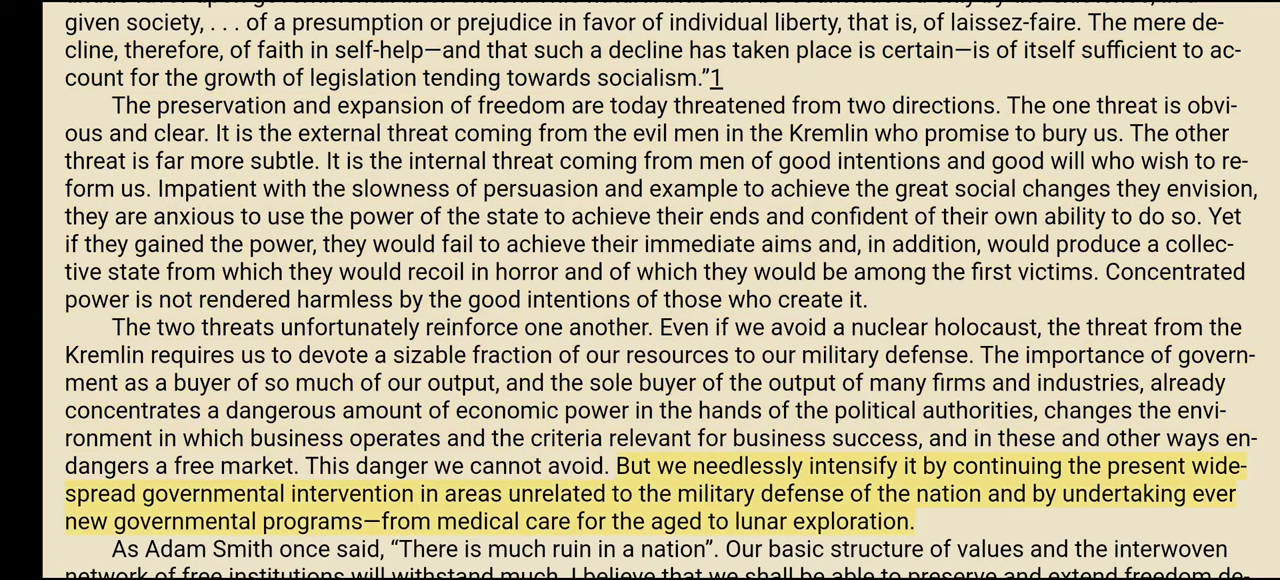 given society, . . . of a presumption or prejudice in favor of individual liberty, that is, of laissez-faire. The mere de-
cline, therefore, of faith in self-help—and that such a decline has taken place is certain—is of itself sufficient to ac-
count for the growth of legislation tending towards socialism.”1
The preservation and expansion of freedom are today threatened from two directions. The one threat is obvi-
ous and clear. It is the external threat coming from the evil men in the Kremlin who promise to bury us. The other
threat is far more subtle. It is the internal threat coming from men of good intentions and good will who wish to re-
form us. Impatient with the slowness of persuasion and example to achieve the great social changes they envision,
they are anxious to use the power of the state to achieve their ends and confident of their own ability to do so. Yet
if they gained the power, they would fail to achieve their immediate aims and, in addition, would produce a collec-
tive state from which they would recoil in horror and of which they would be among the first victims. Concentrated
power is not rendered harmless by the good intentions of those who create it.
The two threats unfortunately reinforce one another. Even if we avoid a nuclear holocaust, the threat from the
Kremlin requires us to devote a sizable fraction of our resources to our military defense. The importance of govern-
ment as a buyer of so much of our output, and the sole buyer of the output of many firms and industries, already
concentrates a dangerous amount of economic power in the hands of the political authorities, changes the envi-
ronment in which business operates and the criteria relevant for business success, and in these and other ways en-
dangers a free market. This danger we cannot avoid. But we needlessly intensify it by continuing the present wide-
spread governmental intervention in areas unrelated to the military defense of the nation and by undertaking ever
new governmental programs—from medical care for the aged to lunar exploration.
As Adam Smith once said, “There is much ruin in a nation”. Our basic structure of values and the interwoven
network of free institutions will withstand much. I believe that we shall be able to preserve and extend freedom de-